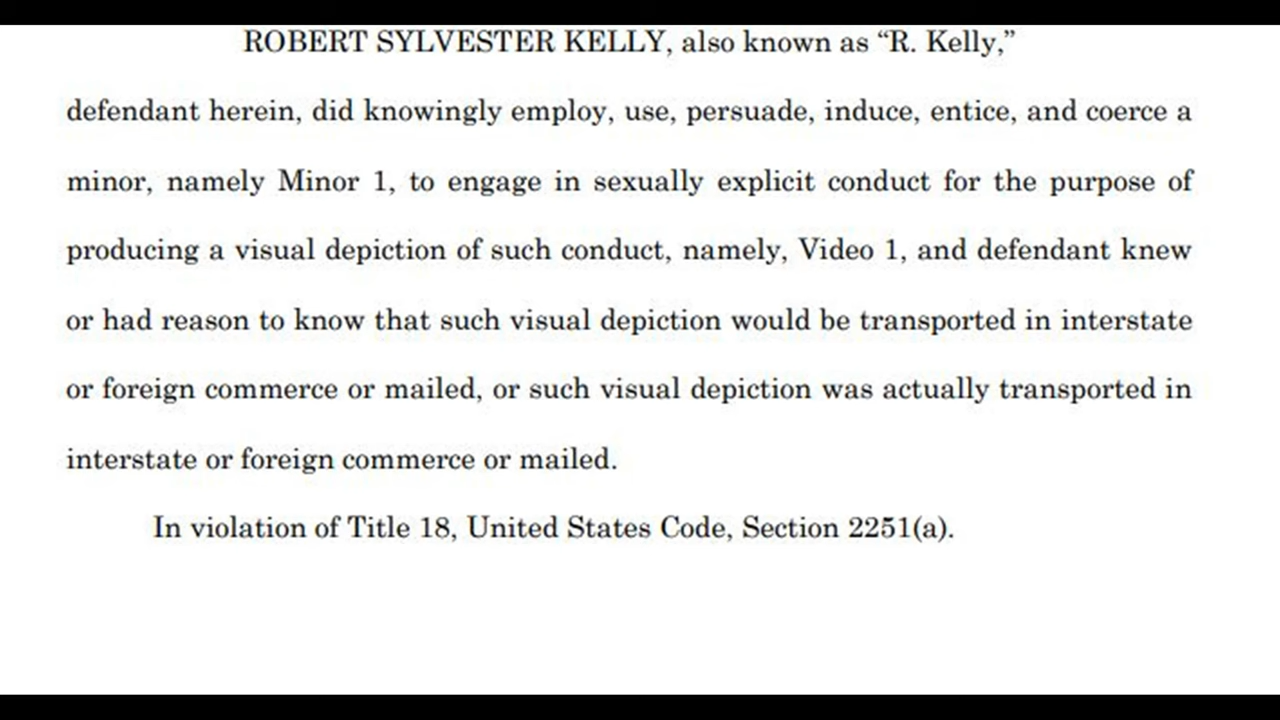 ROBERT SYLVESTER KELLY, also known as “R. Kelly,”
defendant herein, did knowingly employ, use, persuade, induce, entice, and coerce a
minor, namely Minor 1, to engage in sexually explicit conduct for the purpose of
producing a visual depiction of such conduct, namely, Video 1, and defendant knew
or had reason to know that such visual depiction would be transported in interstate
or foreign commerce or mailed, or such visual depiction was actually transported in
interstate or foreign commerce or mailed.
In violation of Title 18, United States Code, Section 2251(a).